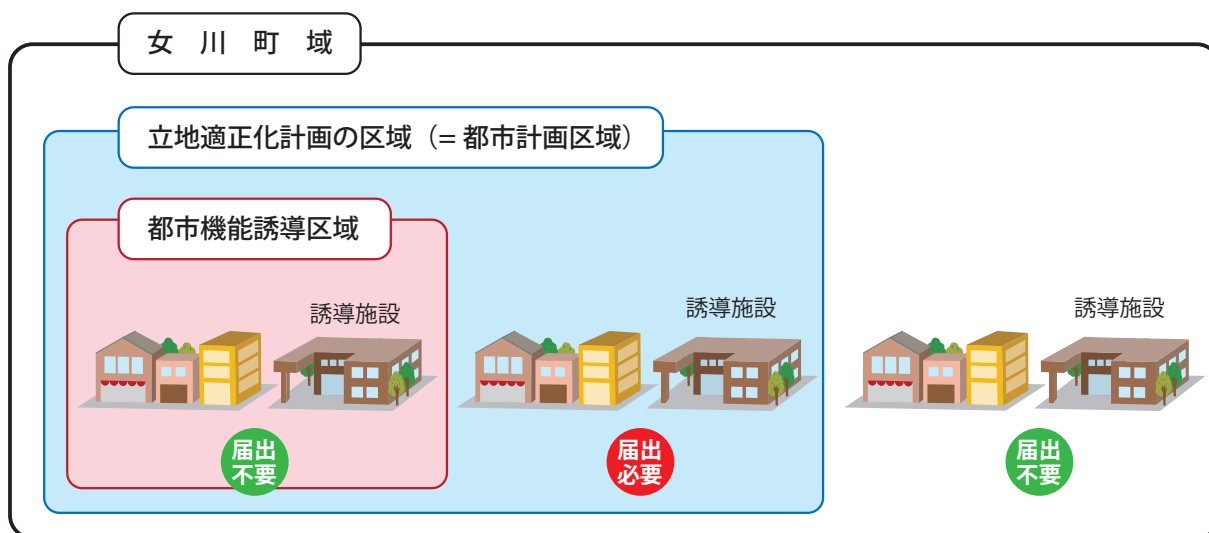 女川町域
立地適正化計画の区域（= 都市計画区域）
都市機能誘導区域
誘導施設
届出
不要
誘導施設
届出
必要
誘導施設
届出
不要